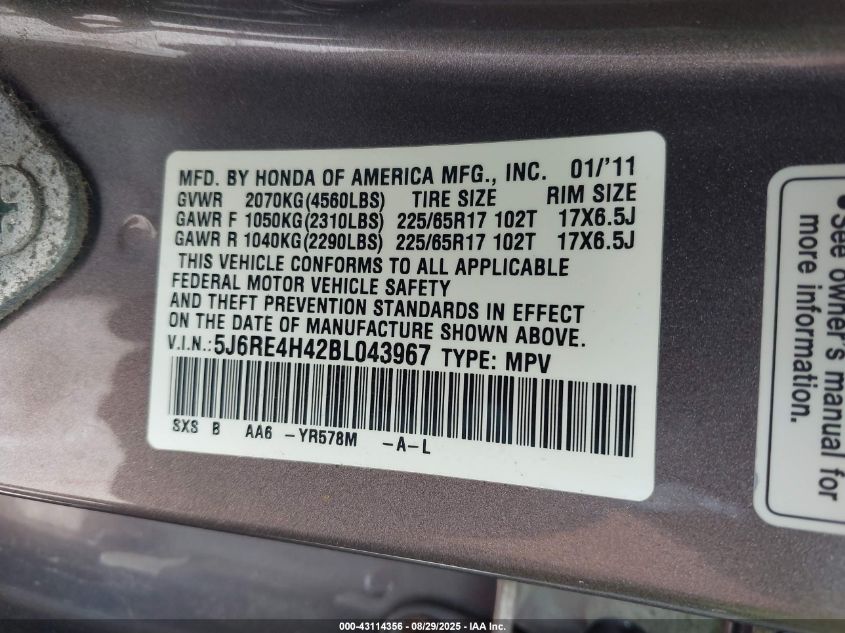 MFD. BY HONDA OF AMERICA MFG., INC. 01/'11
GVWR 2070KG(4560LBS) TIRE SIZE RIM SIZE
GAWR F 1050KG(2310LBS) 225/65R17 102T 17X6.5J
GAWR R 1040KG(2290LBS) 225/65R17 102T 17X6.5J
THIS VEHICLE CONFORMS TO ALL APPLICABLE
FEDERAL MOTOR VEHICLE SAFETY
AND THEFT PREVENTION STANDARDS IN EFFECT
ON THE DATE OF MANUFACTURE SHOWN ABOVE.
V.I.N.: 5J6RE4H42BL043967 TYPE: MPV
SXS B AA6 -YR578M -A-L
• See owner's manual for
more information.
000-43114356 - 08/29/2025 - IAA Inc.